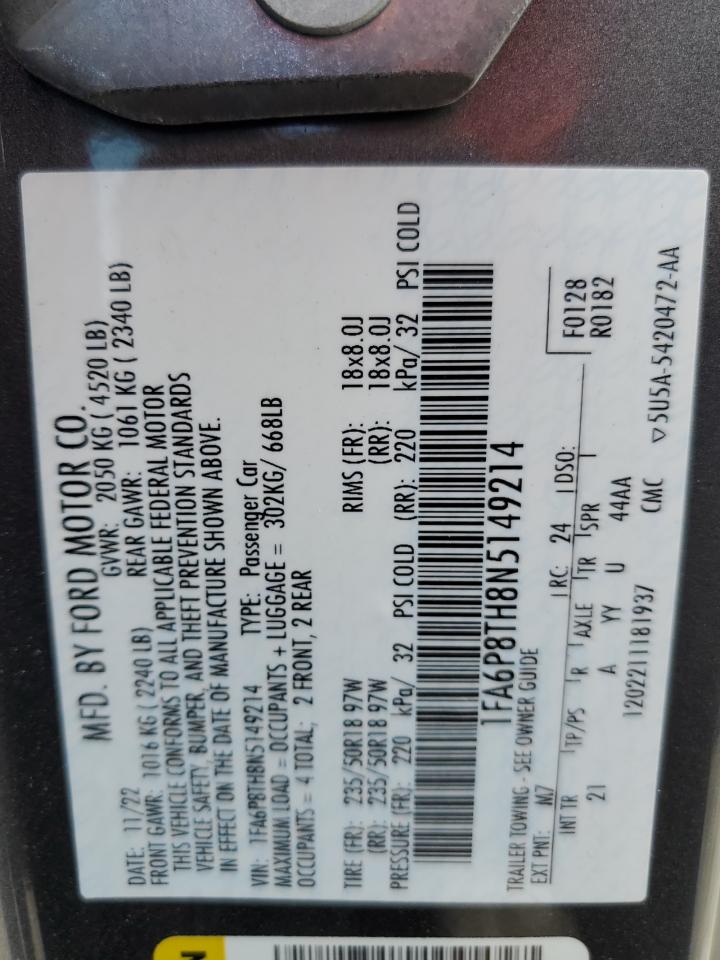 MFD. BY FORD MOTOR CO.
DATE: 11/22 GVWR: 2050 KG ( 4520 LB)
FRONT GAWR: 1016 KG ( 2240 LB) REAR GAWR: 1061 KG ( 2340 LB)
THIS VEHICLE CONFORMS TO ALL APPLICABLE FEDERAL MOTOR
VEHICLE SAFETY, BUMPER, AND THEFT PREVENTION STANDARDS
IN EFFECT ON THE DATE OF MANUFACTURE SHOWN ABOVE.
VIN: 1FA6P8TH8N5149214 TYPE: Passenger Car
MAXIMUM LOAD = OCCUPANTS + LUGGAGE = 302KG/ 668LB
OCCUPANTS = 4 TOTAL; 2 FRONT, 2 REAR
TIRE (FR): 235/50R18 97W RIMS (FR): 18x8.0J
(RR): 235/50R18 97W (RR): 18x8.0J
PRESSURE (FR): 220 kPa/ 32 PSI COLD (RR): 220 kPa/ 32 PSI COLD
1FA6P8TH8N5149214
TRAILER TOWING - SEE OWNER GUIDE
F0128
R0182
EXT PNT: M7 RC: 24 DSO:
INT TR TP/PS R AXLE TR SPR
21 A YY U 44AA
12022111181937 CMC ▽5U5A-5420472-AA
N